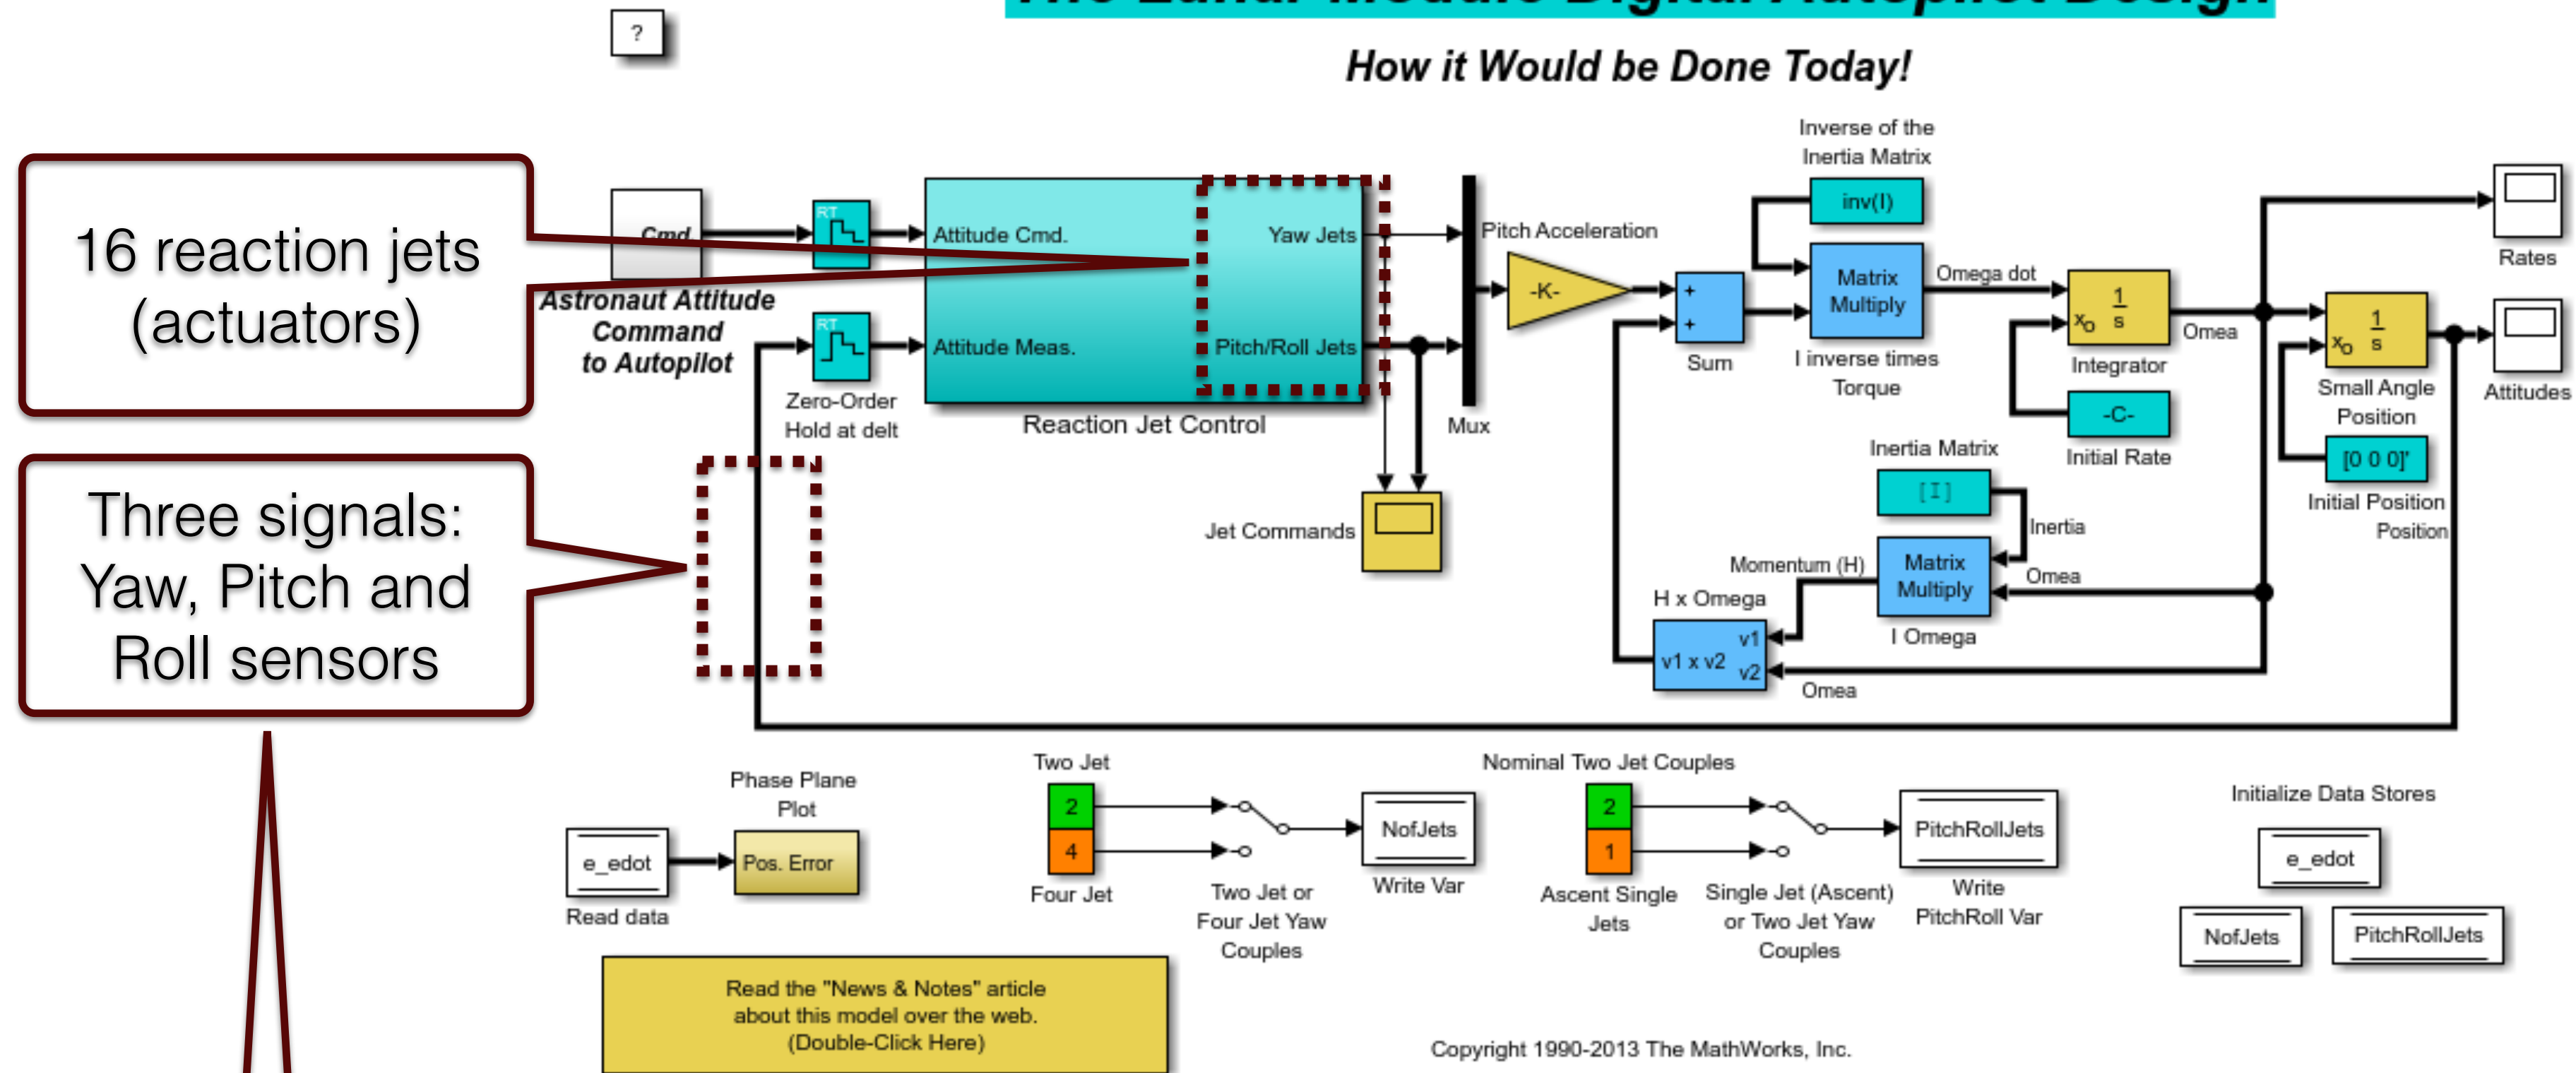 The Lunar Module Digital Autopilot Design
How it Would be Done Today!
?
16 reaction jets
(actuators)
Three signals:
Yaw, Pitch and
Roll sensors
Cmd
Astronaut Attitude
Command
to Autopilot
RT
RT
Zero-Order
Hold at delt
Attitude Cmd.
Attitude Meas.
Yaw Jets
Pitch/Roll Jets
Reaction Jet Control
Jet Commands
Mux
Pitch Acceleration
-K-
+
+
Sum
Inverse of the
Inertia Matrix
inv(I)
Matrix
Multiply
I inverse times
Torque
Omega dot
1
s
xo
Integrator
-C-
Initial Rate
Omea
1
s
xo
Small Angle
Position
[0 0 0]'
Initial Position
Position
Rates
Attitudes
Inertia Matrix
[I]
Inertia
Matrix
Multiply
I Omega
Omea
Momentum (H)
H x Omega
v1
v1 x v2
v2
Omea
Phase Plane
Plot
e_edot
Pos. Error
Read data
Two Jet
2
4
Four Jet
Two Jet or
Four Jet Yaw
Couples
NofJets
Write Var
Nominal Two Jet Couples
2
1
Ascent Single
Jets
Single Jet (Ascent)
or Two Jet Yaw
Couples
PitchRollJets
Write
PitchRoll Var
Initialize Data Stores
e_edot
NofJets
PitchRollJets
Read the "News & Notes" article
about this model over the web.
(Double-Click Here)
Copyright 1990-2013 The MathWorks, Inc.